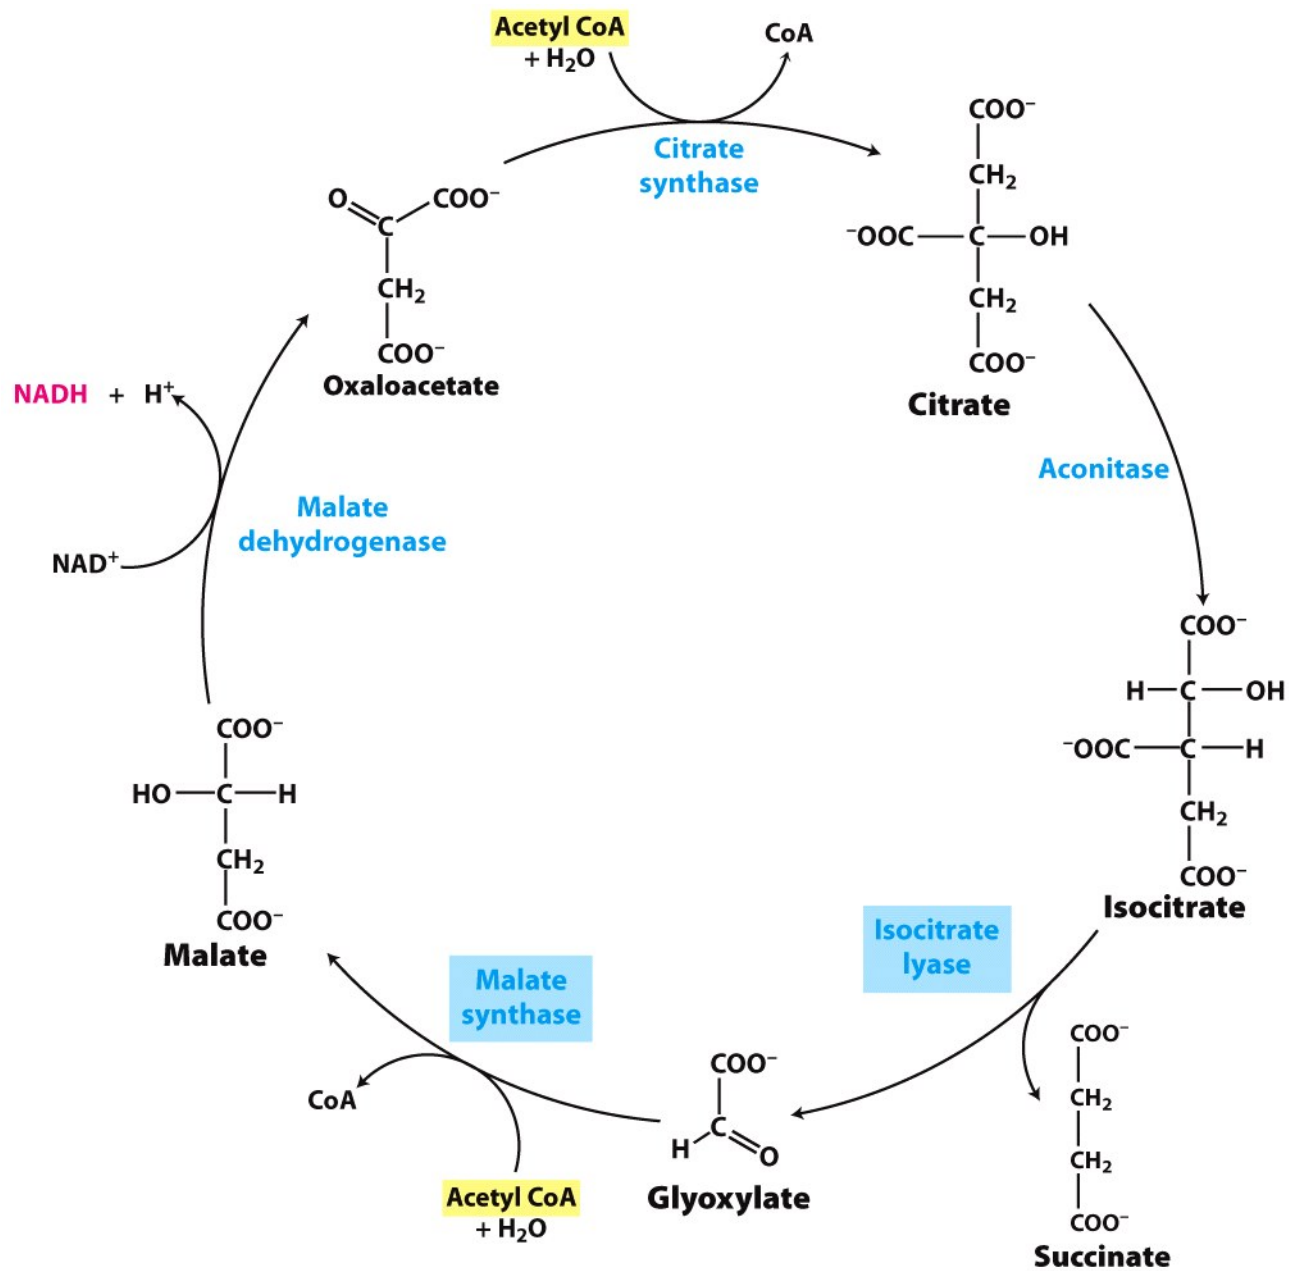 Acetyl CoA
+ H₂O
CoA
Citrate
synthase
O
C
COO⁻
CH₂
COO⁻
Oxaloacetate
COO⁻
CH₂
⁻OOC C OH
CH₂
COO⁻
Citrate
Aconitase
NADH + H⁺
NAD⁺
Malate
dehydrogenase
COO⁻
H C OH
⁻OOC C H
CH₂
COO⁻
Isocitrate
Isocitrate
lyase
COO⁻
CH₂
CH₂
COO⁻
Succinate
COO⁻
C
H
O
Glyoxylate
Malate
synthase
CoA
Acetyl CoA
+ H₂O
COO⁻
HO C H
CH₂
COO⁻
Malate